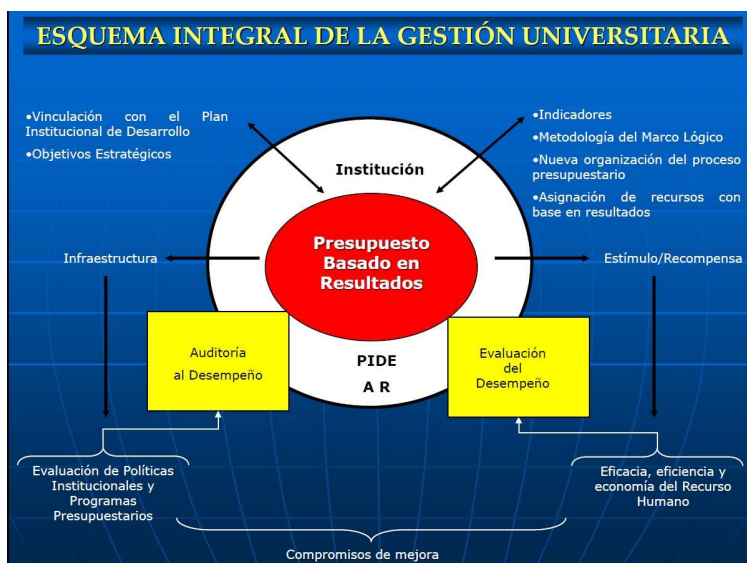 ESQUEMA INTEGRAL DE LA GESTIÓN UNIVERSITARIA
•Vinculación con el Plan
Institucional de Desarrollo
•Objetivos Estratégicos
•Indicadores
•Metodología del Marco Lógico
•Nueva organización del proceso
presupuestario
•Asignación de recursos con
base en resultados
Institución
Presupuesto
Basado en
Resultados
Infraestructura
Estímulo/Recompensa
Auditoría
al Desempeño
PIDE
A R
Evaluación
del
Desempeño
Evaluación de Políticas
Institucionales y
Programas
Presupuestarios
Eficacia, eficiencia y
economía del Recurso
Humano
Compromisos de mejora